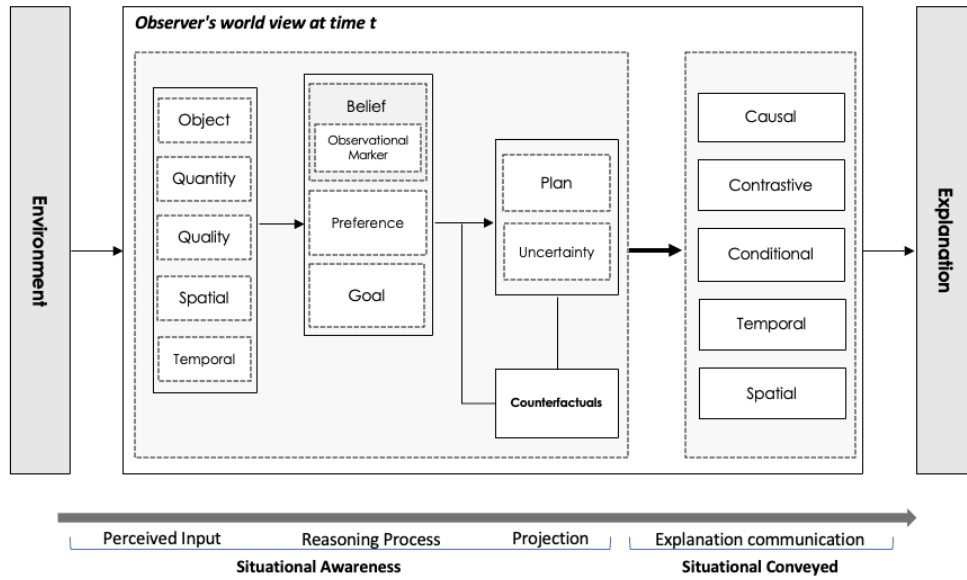 Observer's world view at time t
Environment
Object
Quantity
Quality
Spatial
Temporal
Belief
Observational
Marker
Preference
Goal
Plan
Uncertainty
Counterfactuals
Causal
Contrastive
Conditional
Temporal
Spatial
Explanation
Perceived Input
Reasoning Process
Projection
Explanation communication
Situational Awareness
Situational Conveyed